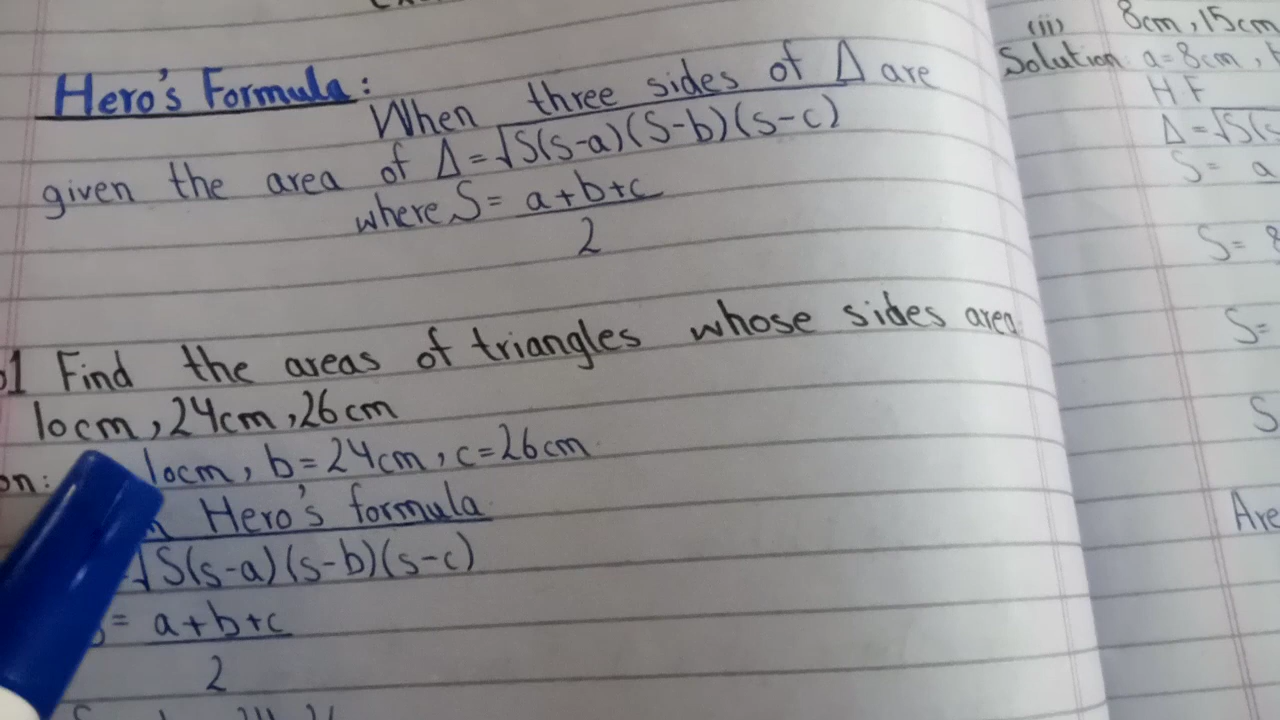 Hero's Formula:
When three sides of Δ are
given the area of Δ=√S(s-a)(S-b)(s-c)
where S= a+b+c
2
1 Find the areas of triangles whose sides area
10cm, 24cm, 26cm
on: 10cm, b=24cm, c=26cm
Hero's formula
√S(s-a)(s-b)(s-c)
= a+b+c
2
(ii) 8cm, 15cm
Solution: a=8cm,
HF
Δ=√S(s
S= a
S= 8
S=
S
Are